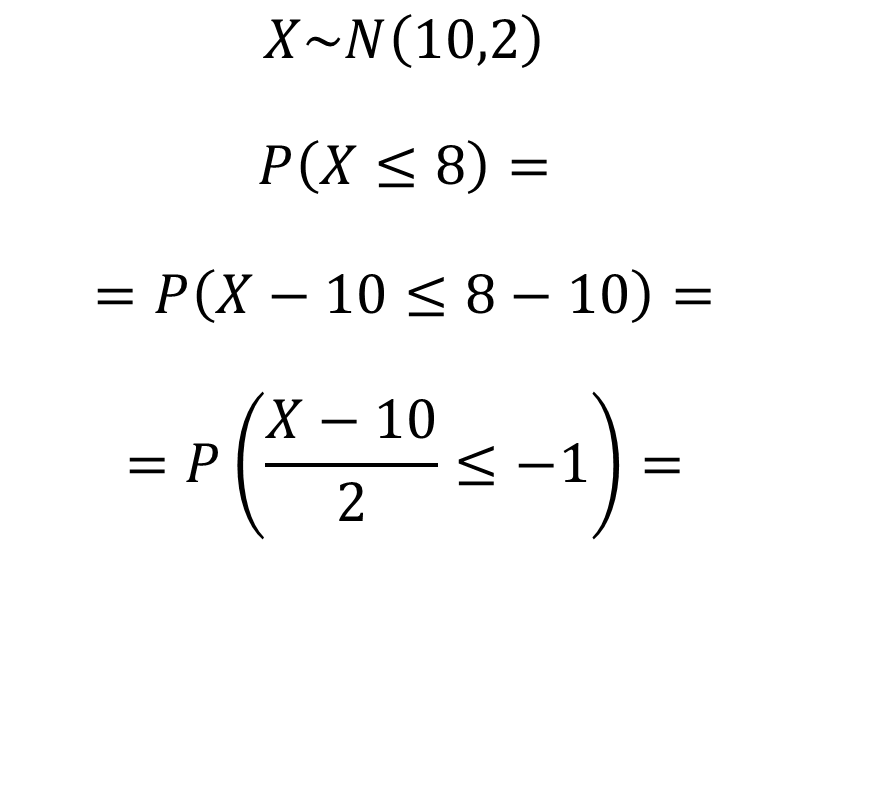 X~N(10,2)
P(X ≤ 8) =
= P(X − 10 ≤ 8 − 10) =
= P((X − 10)/2 ≤ −1) =